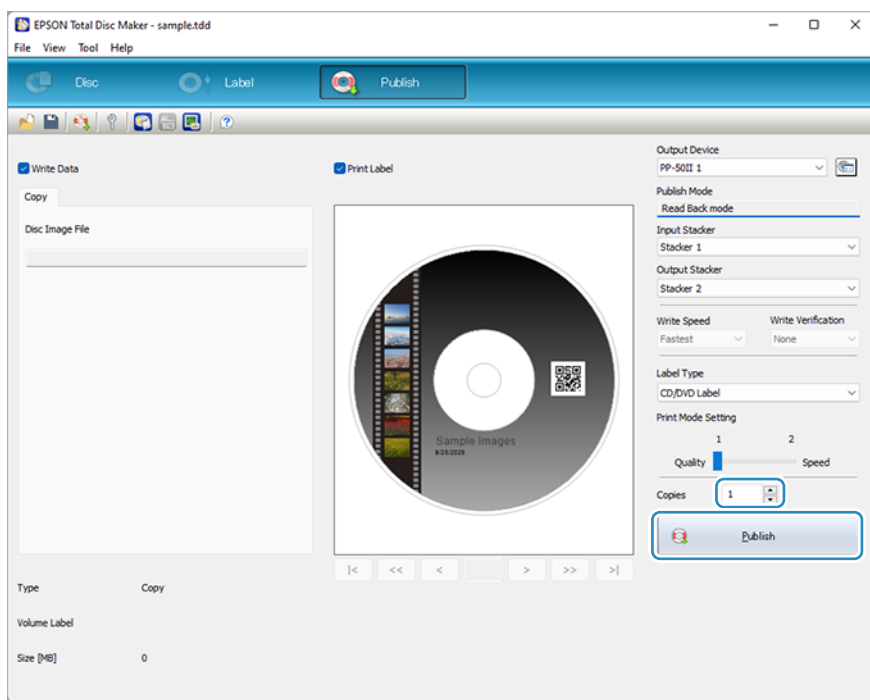 EPSON Total Disc Maker - sample.tdd
File View Tool Help
Disc Label Publish
Write Data
Copy
Disc Image File
Print Label
Sample Images
8/25/2025
|< << < > >> >|
Output Device
PP-50II 1
Publish Mode
Read Back mode
Input Stacker
Stacker 1
Output Stacker
Stacker 2
Write Speed Write Verification
Fastest None
Label Type
CD/DVD Label
Print Mode Setting
1 2
Quality Speed
Copies 1
Publish
Type Copy
Volume Label
Size [MB] 0